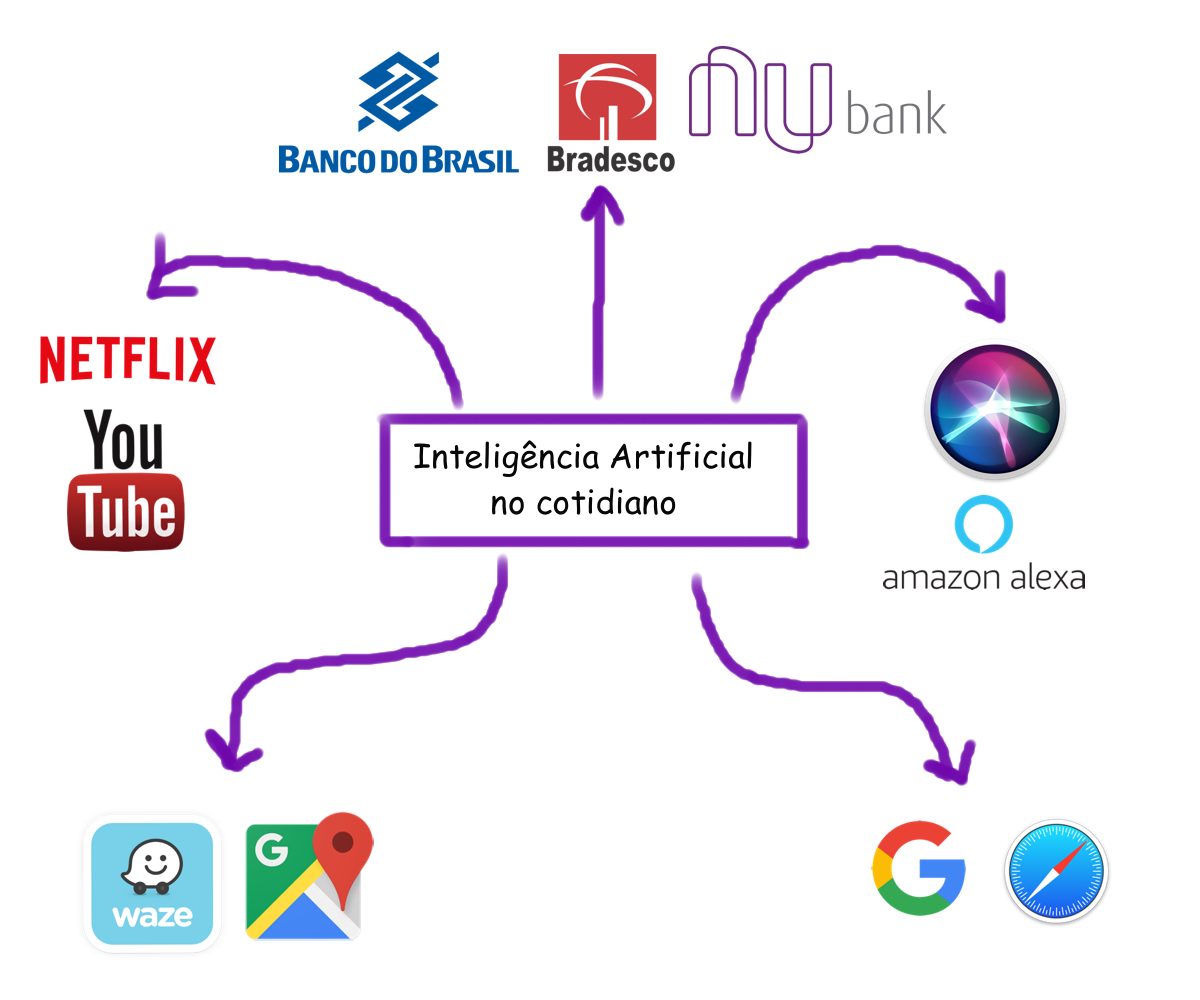 BANCO DO BRASIL
Bradesco
nu bank
NETFLIX
You
Tube
Inteligência Artificial
no cotidiano
amazon alexa
waze
G
G